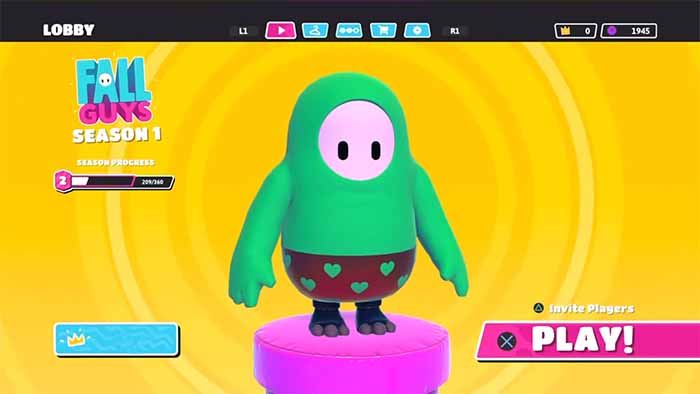 LOBBY
L1
R1
0
1945
FALL
GUYS
SEASON 1
SEASON PROGRESS
2
209/360
Invite Players
PLAY!